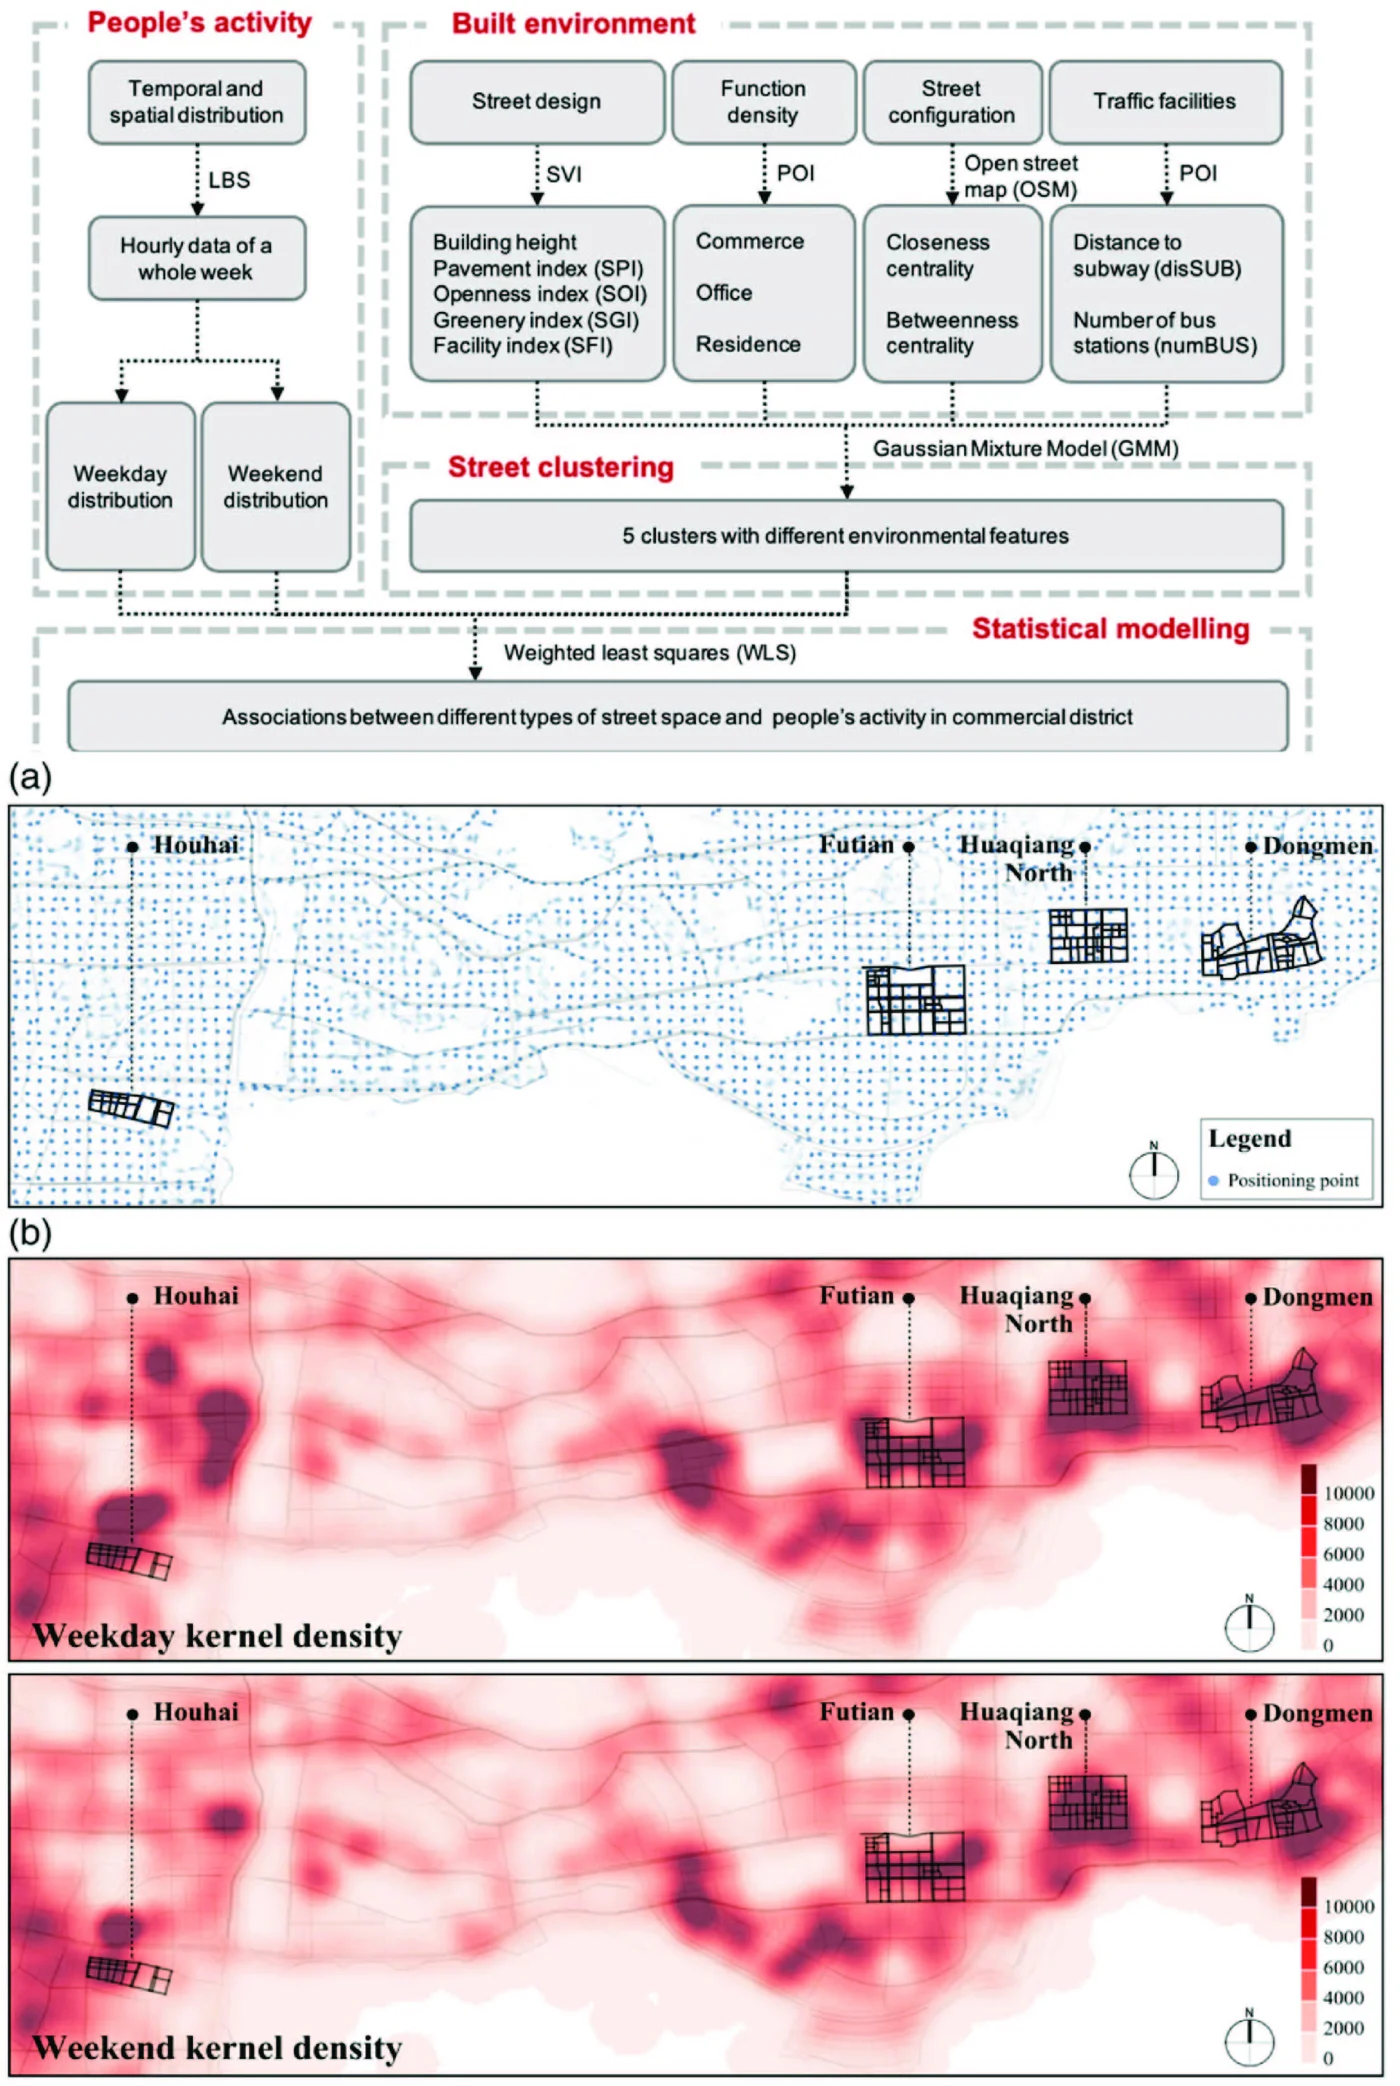 People's activity
Built environment
Temporal and
spatial distribution
Street design
Function
density
Street
configuration
Traffic facilities
LBS
SVI
POI
Open street
map (OSM)
POI
Hourly data of a
whole week
Building height
Pavement index (SPI)
Openness index (SOI)
Greenery index (SGI)
Facility index (SFI)
Commerce
Office
Residence
Closeness
centrality
Betweenness
centrality
Distance to
subway (disSUB)
Number of bus
stations (numBUS)
Weekday
distribution
Weekend
distribution
Gaussian Mixture Model (GMM)
Street clustering
5 clusters with different environmental features
Statistical modelling
Weighted least squares (WLS)
Associations between different types of street space and people's activity in commercial district
(a)
Houhai
Futian
Huaqiang
North
Dongmen
N
Legend
Positioning point
(b)
Houhai
Futian
Huaqiang
North
Dongmen
10000
8000
6000
4000
2000
0
N
Weekday kernel density
Houhai
Futian
Huaqiang
North
Dongmen
10000
8000
6000
4000
2000
0
N
Weekend kernel density